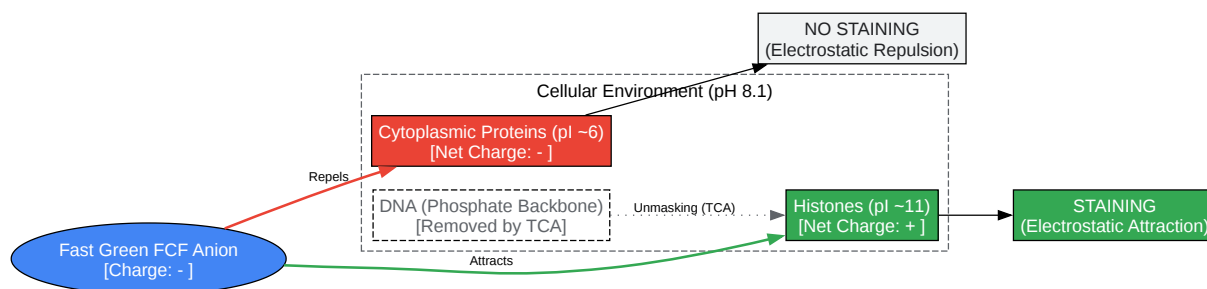 NO STAINING
(Electrostatic Repulsion)
Cellular Environment (pH 8.1)
Cytoplasmic Proteins (pI ~6)
[Net Charge: - ]
Repels
DNA (Phosphate Backbone)
[Removed by TCA]
Unmasking (TCA)
Histones (pI ~11)
[Net Charge: + ]
STAINING
(Electrostatic Attraction)
Fast Green FCF Anion
[Charge: - ]
Attracts